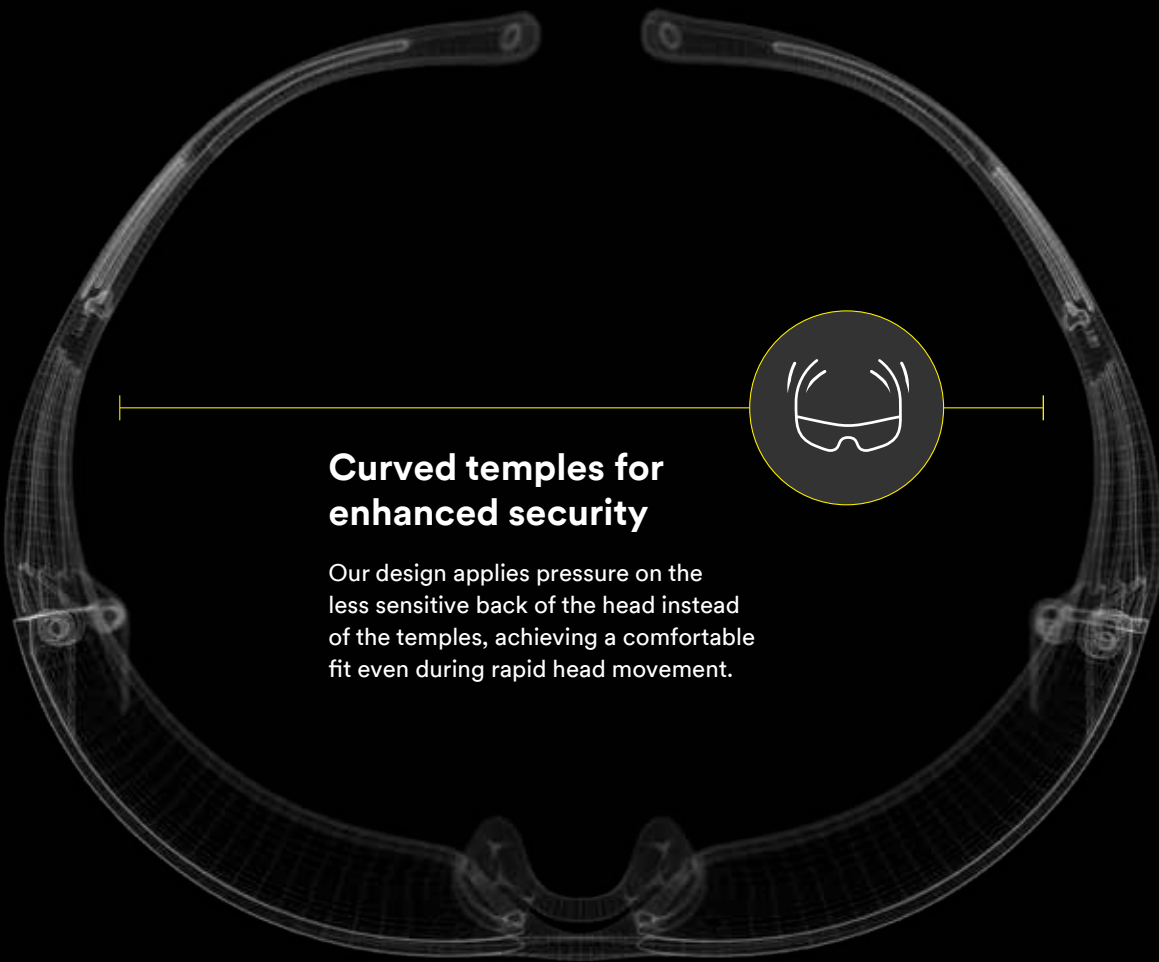 Curved temples for
enhanced security
Our design applies pressure on the
less sensitive back of the head instead
of the temples, achieving a comfortable
fit even during rapid head movement.